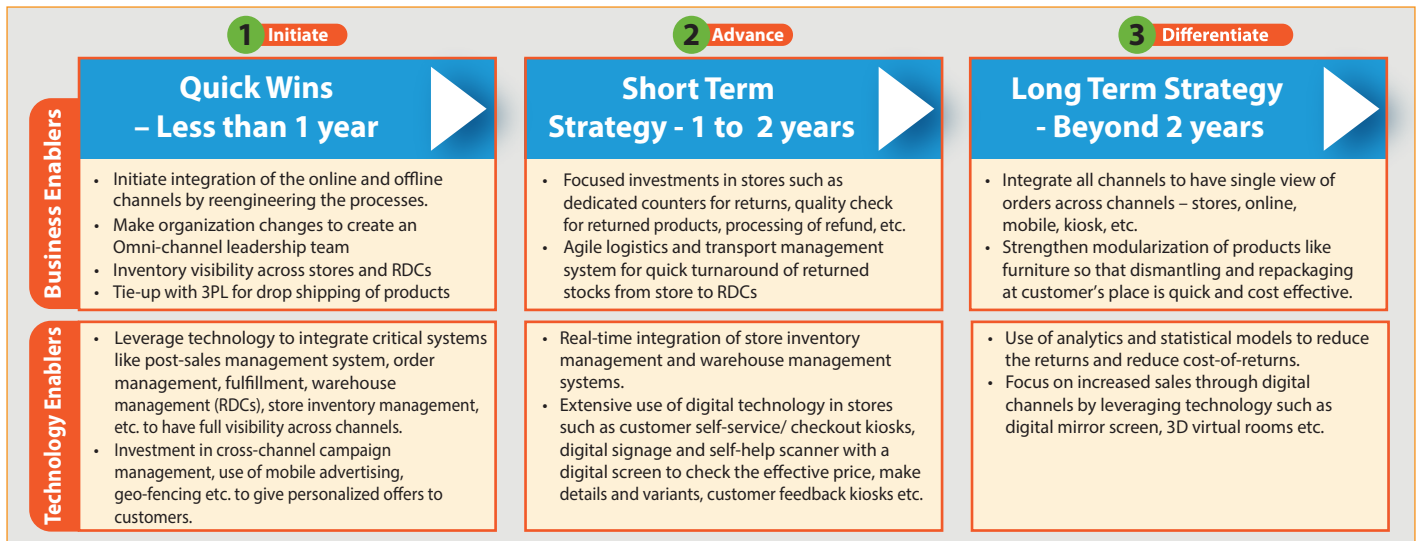 1 Initiate
2 Advance
3 Differentiate
Quick Wins
– Less than 1 year
Short Term
Strategy - 1 to 2 years
Long Term Strategy
- Beyond 2 years
Business Enablers
• Initiate integration of the online and offline
channels by reengineering the processes.
• Make organization changes to create an
Omni-channel leadership team
• Inventory visibility across stores and RDCs
• Tie-up with 3PL for drop shipping of products
• Focused investments in stores such as
dedicated counters for returns, quality check
for returned products, processing of refund, etc.
• Agile logistics and transport management
system for quick turnaround of returned
stocks from store to RDCs
• Integrate all channels to have single view of
orders across channels – stores, online,
mobile, kiosk, etc.
• Strengthen modularization of products like
furniture so that dismantling and repackaging
at customer's place is quick and cost effective.
Technology Enablers
• Leverage technology to integrate critical systems
like post-sales management system, order
management, fulfillment, warehouse
management (RDCs), store inventory management,
etc. to have full visibility across channels.
• Investment in cross-channel campaign
management, use of mobile advertising,
geo-fencing etc. to give personalized offers to
customers.
• Real-time integration of store inventory
management and warehouse management
systems.
• Extensive use of digital technology in stores
such as customer self-service/ checkout kiosks,
digital signage and self-help scanner with a
digital screen to check the effective price, make
details and variants, customer feedback kiosks etc.
• Use of analytics and statistical models to reduce
the returns and reduce cost-of-returns.
• Focus on increased sales through digital
channels by leveraging technology such as
digital mirror screen, 3D virtual rooms etc.